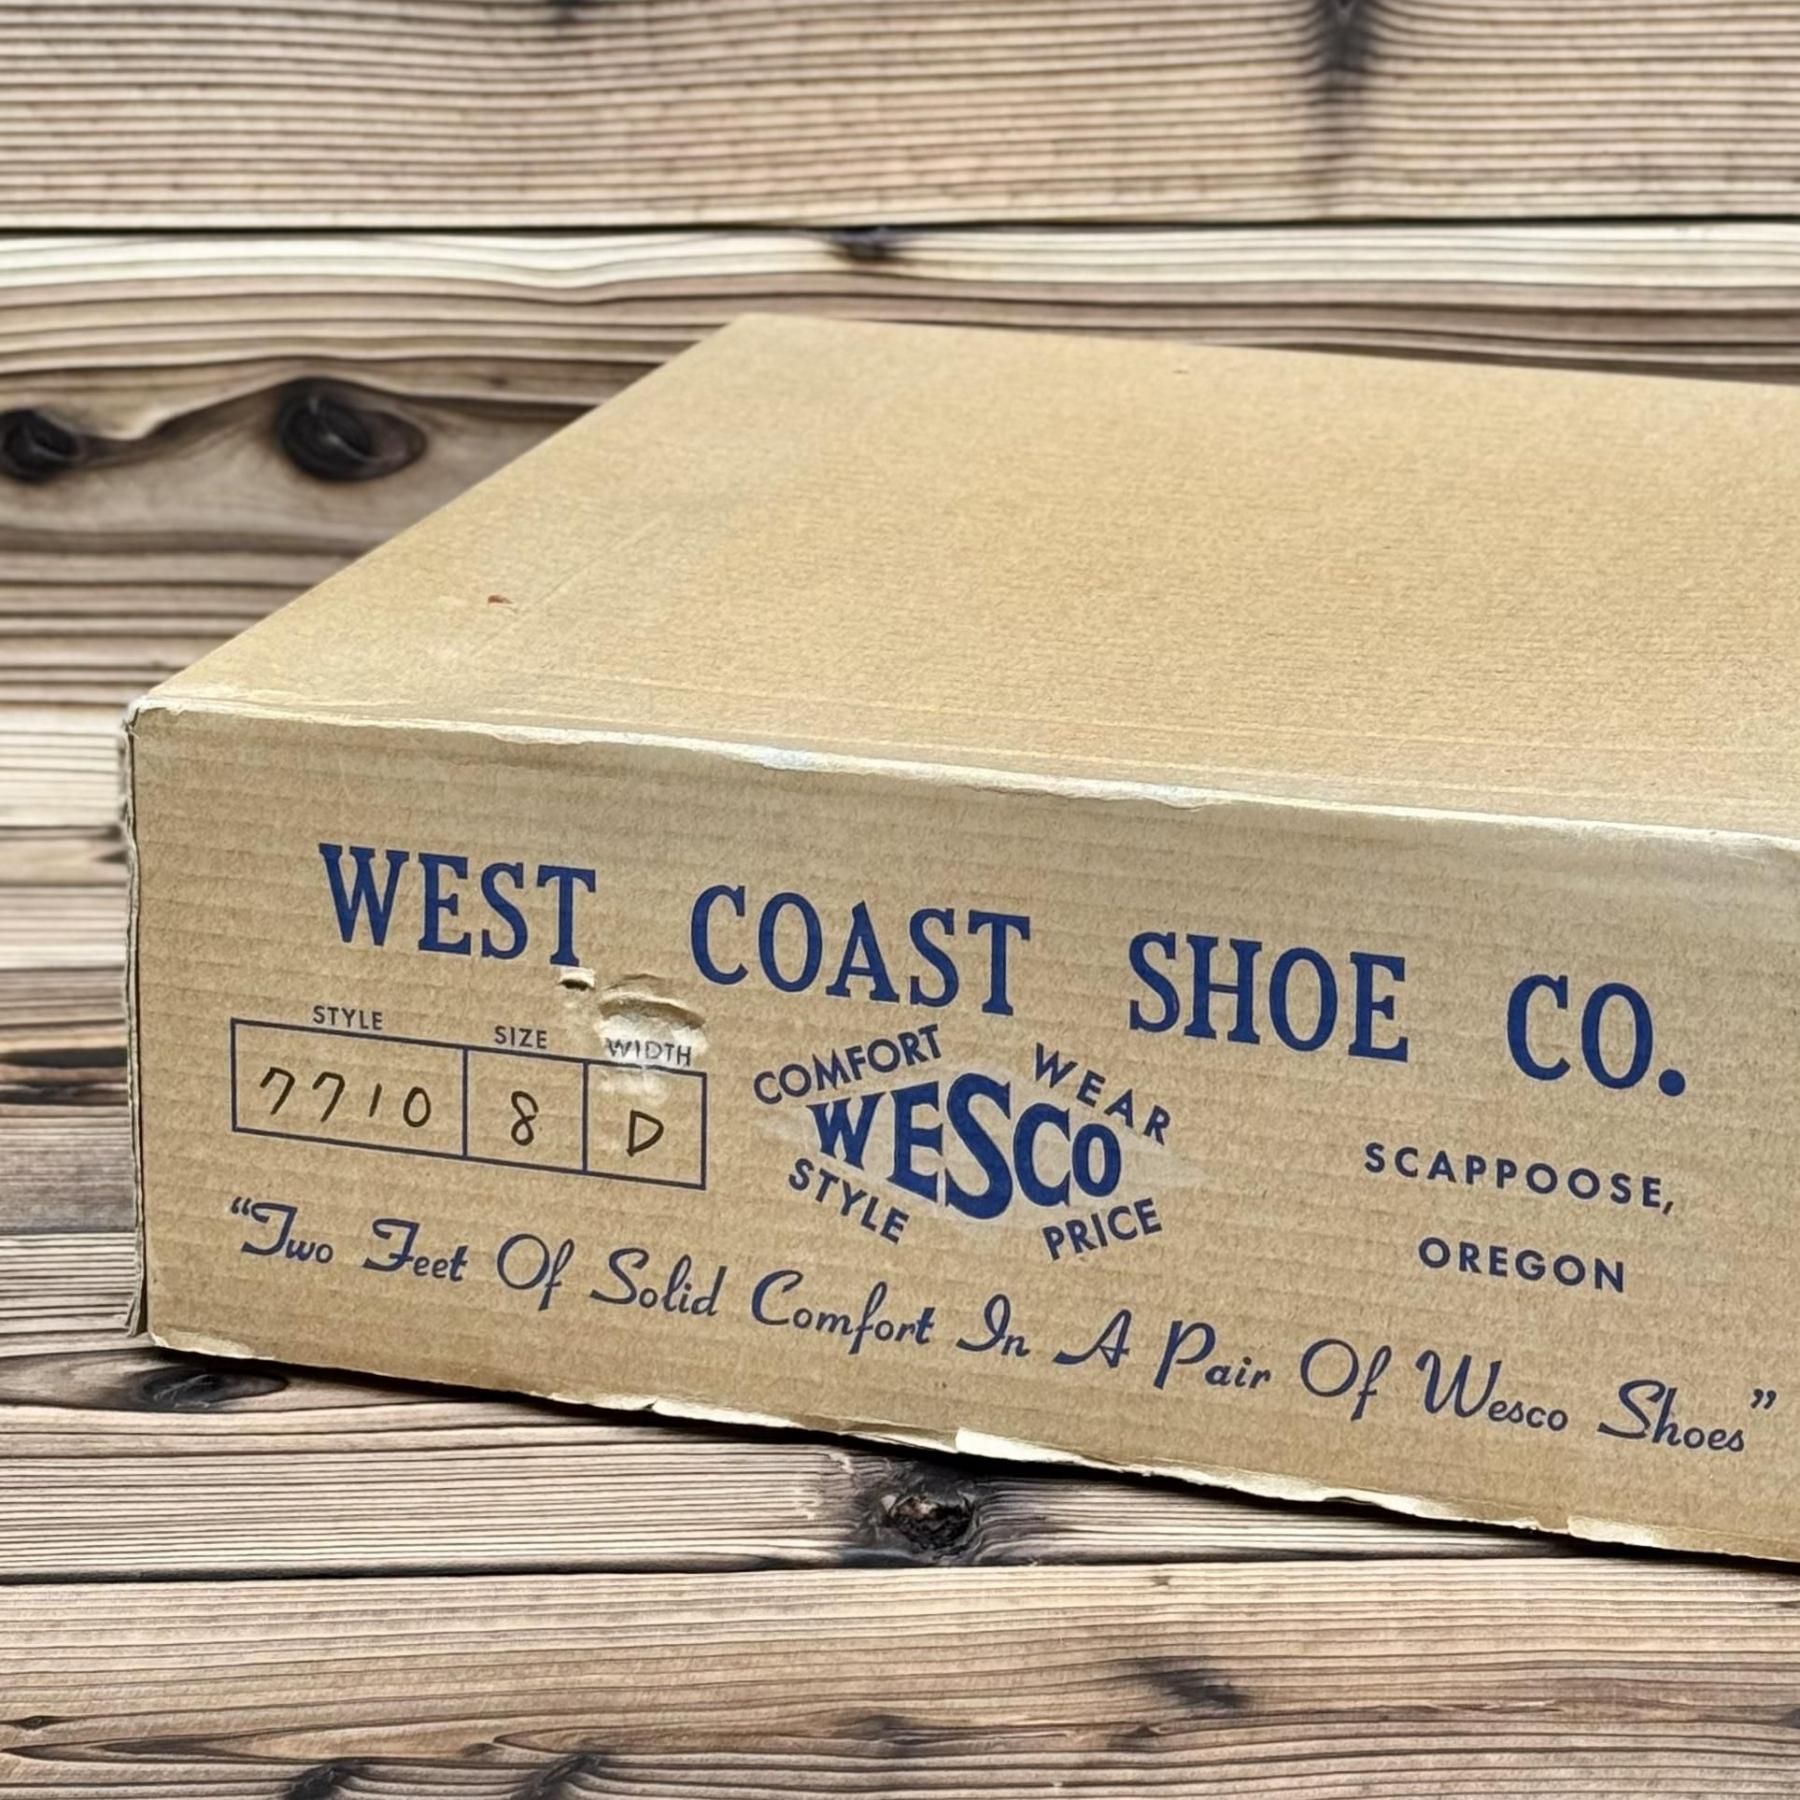 WEST COAST SHOE CO.
STYLE SIZE WIDTH
7710 8 D
COMFORT WEAR
WESCO
STYLE PRICE
SCAPPOOSE,
OREGON
“Two Feet Of Solid Comfort In A Pair Of Wesco Shoes”